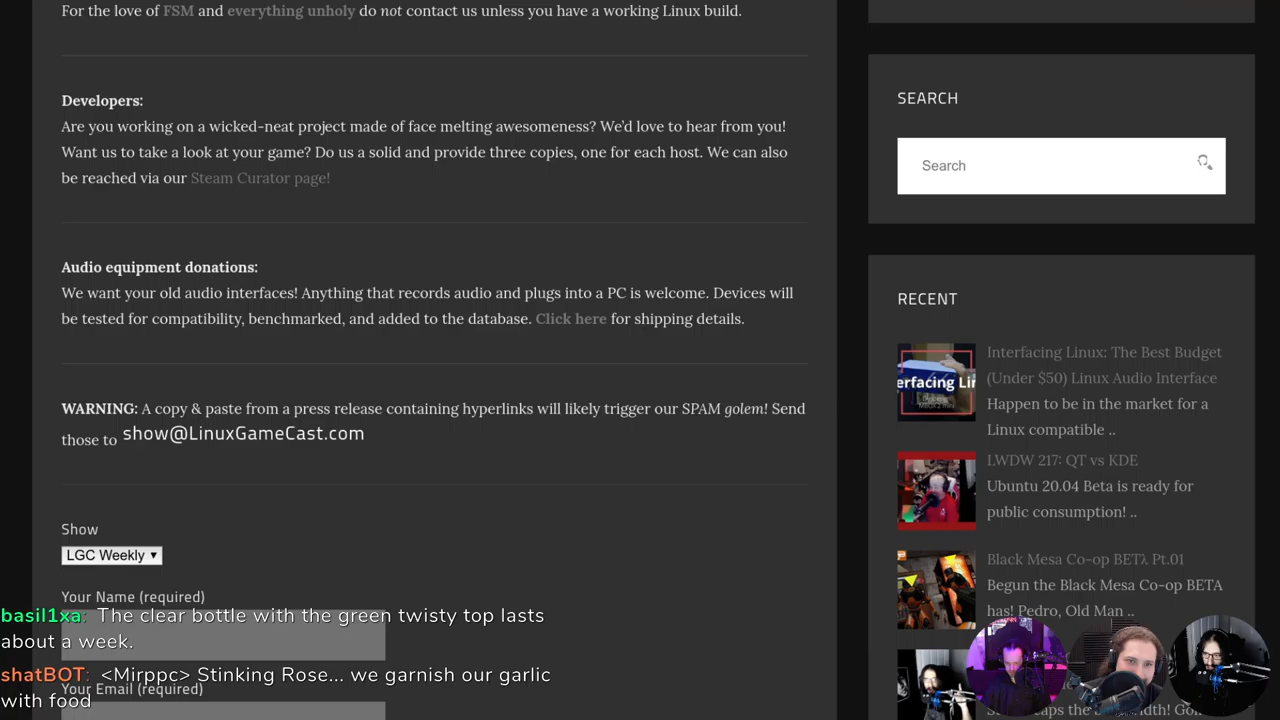 For the love of FSM and everything unholy do not contact us unless you have a working Linux build.
Developers:
Are you working on a wicked-neat project made of face melting awesomeness? We'd love to hear from you!
Want us to take a look at your game? Do us a solid and provide three copies, one for each host. We can also
be reached via our Steam Curator page!
Audio equipment donations:
We want your old audio interfaces! Anything that records audio and plugs into a PC is welcome. Devices will
be tested for compatibility, benchmarked, and added to the database. Click here for shipping details.
WARNING: A copy & paste from a press release containing hyperlinks will likely trigger our SPAM golem! Send
those to show@LinuxGameCast.com
Show
LGC Weekly ▾
Your Name (required)
basil1xa: The clear bottle with the green twisty top lasts
about a week.
shatBOT: <Mirppc> Stinking Rose... we garnish our garlic
with food
Your Email (required)
SEARCH
Search
RECENT
Interfacing Linux: The Best Budget
(Under $50) Linux Audio Interface
Happen to be in the market for a
Linux compatible ..
LWDW 217: QT vs KDE
Ubuntu 20.04 Beta is ready for
public consumption! ..
Black Mesa Co-op BETλ Pt.01
Begun the Black Mesa Co-op BETA
has! Pedro, Old Man ..